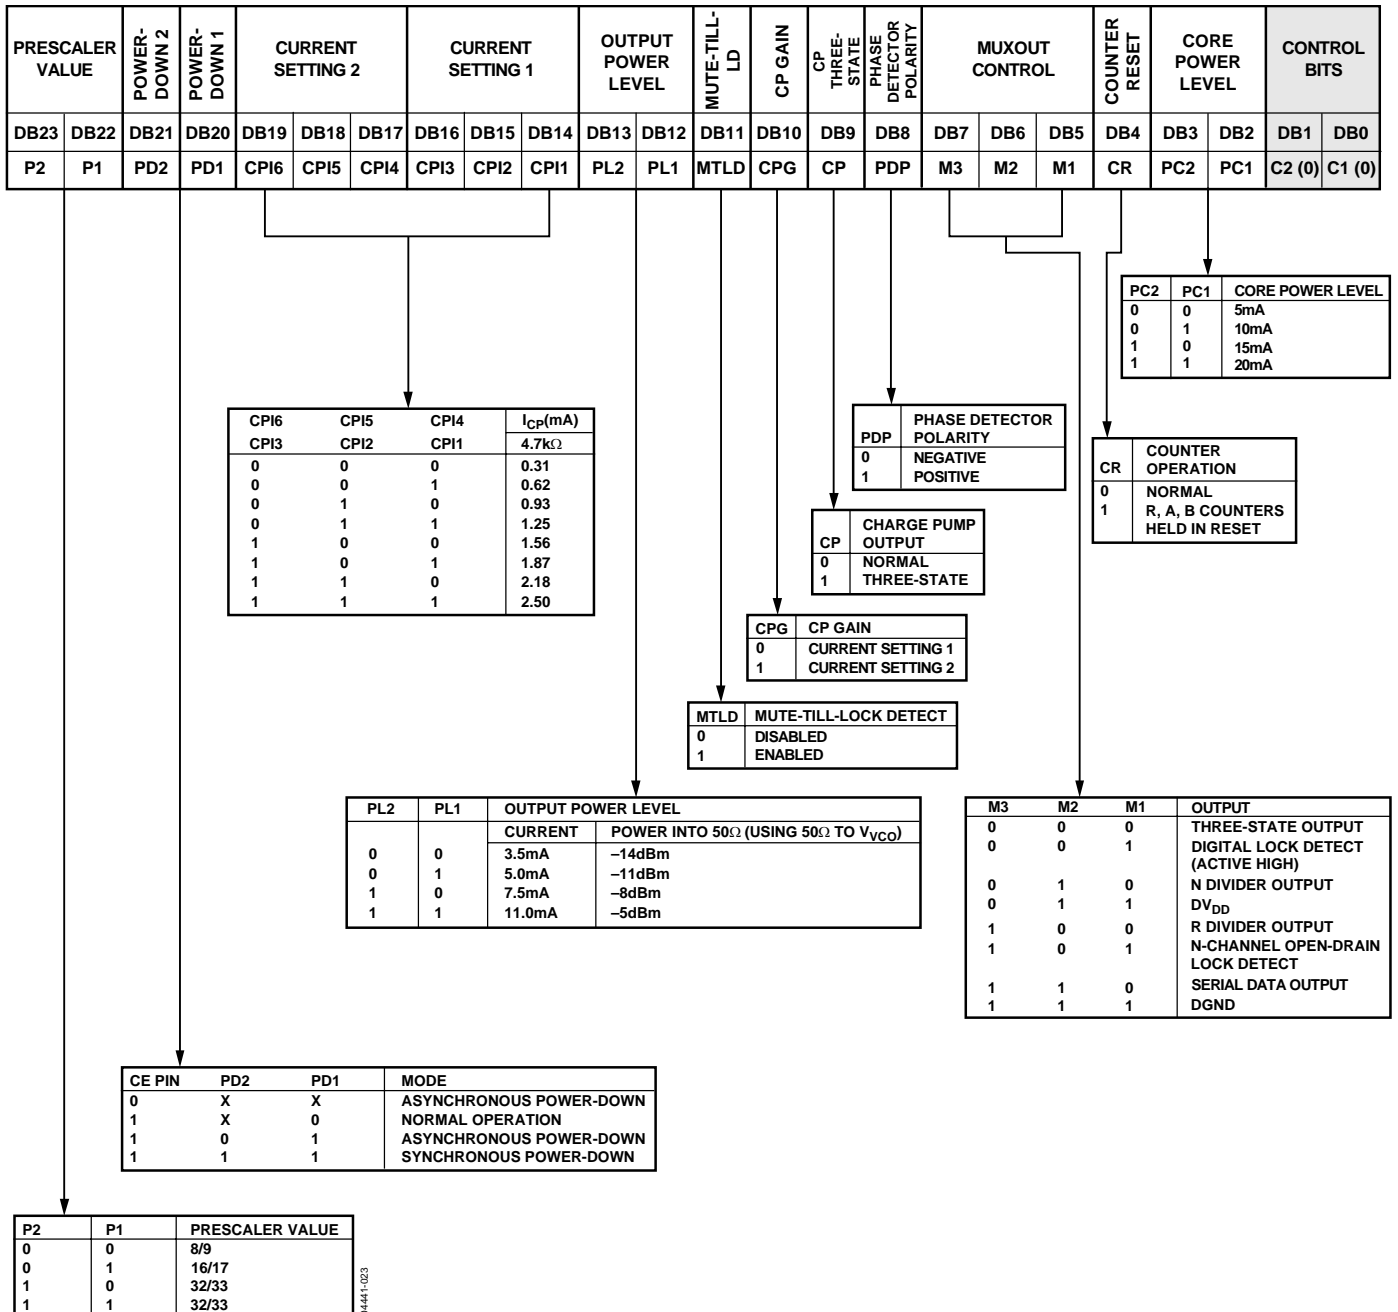 PRESCALER VALUE
POWER-DOWN 2
POWER-DOWN 1
CURRENT SETTING 2
CURRENT SETTING 1
OUTPUT POWER LEVEL
MUTE-TILL-LD
CP GAIN
CP THREE-STATE
PHASE DETECTOR POLARITY
MUXOUT CONTROL
COUNTER RESET
CORE POWER LEVEL
CONTROL BITS
DB23 DB22 DB21 DB20 DB19 DB18 DB17 DB16 DB15 DB14 DB13 DB12 DB11 DB10 DB9 DB8 DB7 DB6 DB5 DB4 DB3 DB2 DB1 DB0
P2 P1 PD2 PD1 CPI6 CPI5 CPI4 CPI3 CPI2 CPI1 PL2 PL1 MTLD CPG CP PDP M3 M2 M1 CR PC2 PC1 C2 (0) C1 (0)
PC2 PC1 CORE POWER LEVEL
0 0 5mA
0 1 10mA
1 0 15mA
1 1 20mA
CPI6 CPI5 CPI4 ICP(mA)
CPI3 CPI2 CPI1 4.7kΩ
0 0 0 0.31
0 0 1 0.62
0 1 0 0.93
0 1 1 1.25
1 0 0 1.56
1 0 1 1.87
1 1 0 2.18
1 1 1 2.50
PHASE DETECTOR
PDP POLARITY
0 NEGATIVE
1 POSITIVE
COUNTER
CR OPERATION
0 NORMAL
1 R, A, B COUNTERS
HELD IN RESET
CHARGE PUMP
CP OUTPUT
0 NORMAL
1 THREE-STATE
CPG CP GAIN
0 CURRENT SETTING 1
1 CURRENT SETTING 2
MTLD MUTE-TILL-LOCK DETECT
0 DISABLED
1 ENABLED
PL2 PL1 OUTPUT POWER LEVEL
CURRENT POWER INTO 50Ω (USING 50Ω TO VVCO)
0 0 3.5mA –14dBm
0 1 5.0mA –11dBm
1 0 7.5mA –8dBm
1 1 11.0mA –5dBm
M3 M2 M1 OUTPUT
0 0 0 THREE-STATE OUTPUT
0 0 1 DIGITAL LOCK DETECT
(ACTIVE HIGH)
0 1 0 N DIVIDER OUTPUT
0 1 1 DVDD
1 0 0 R DIVIDER OUTPUT
1 0 1 N-CHANNEL OPEN-DRAIN
LOCK DETECT
1 1 0 SERIAL DATA OUTPUT
1 1 1 DGND
CE PIN PD2 PD1 MODE
0 X X ASYNCHRONOUS POWER-DOWN
1 X 0 NORMAL OPERATION
1 0 1 ASYNCHRONOUS POWER-DOWN
1 1 1 SYNCHRONOUS POWER-DOWN
P2 P1 PRESCALER VALUE
0 0 8/9
0 1 16/17
1 0 32/33
1 1 32/33